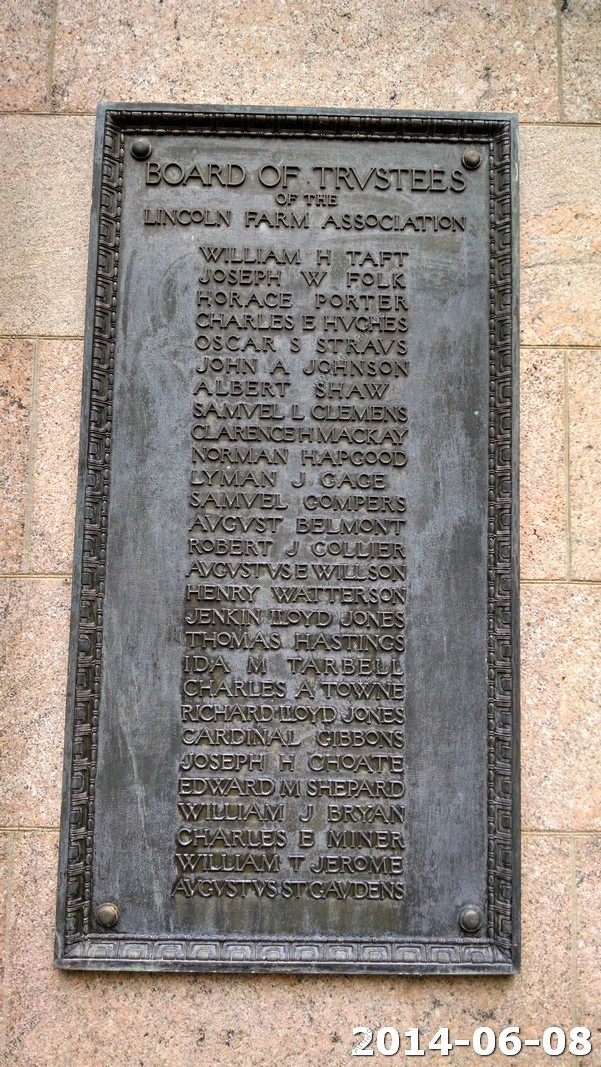 BOARD OF TRVSTEES
OF THE
LINCOLN FARM ASSOCIATION
WILLIAM H TAFT
JOSEPH W FOLK
HORACE PORTER
CHARLES E HVGHES
OSCAR S STRAVS
JOHN A JOHNSON
ALBERT SHAW
SAMVEL L CLEMENS
CLARENCE H MACKAY
NORMAN HAPGOOD
LYMAN J GAGE
SAMVEL GOMPERS
AVGVST BELMONT
ROBERT J COLLIER
AVGVSTVS E WILLSON
HENRY WATTERSON
JENKIN LLOYD JONES
THOMAS HASTINGS
IDA M TARBELL
CHARLES A TOWNE
RICHARD LLOYD JONES
CARDINAL GIBBONS
JOSEPH H CHOATE
EDWARD M SHEPARD
WILLIAM J BRYAN
CHARLES E MINER
WILLIAM T JEROME
AVGVSTVS ST GAVDENS
2014-06-08